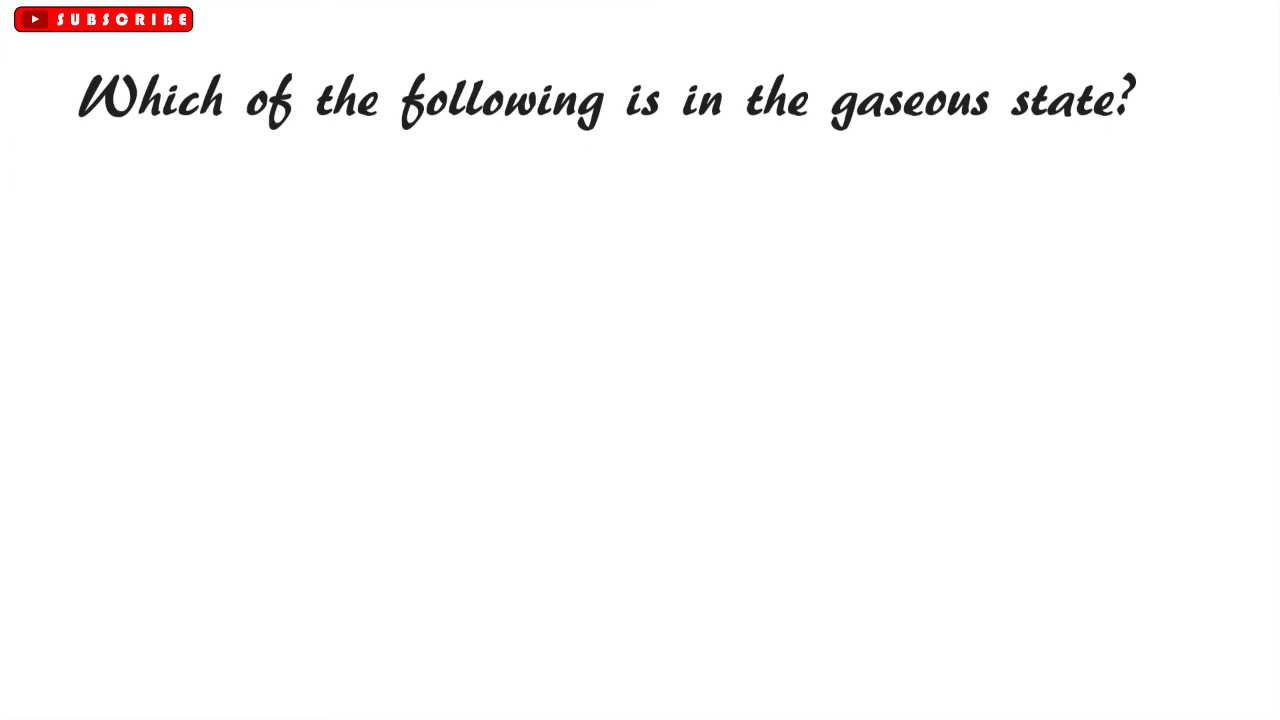 SUBSCRIBE
Which of the following is in the gaseous state?